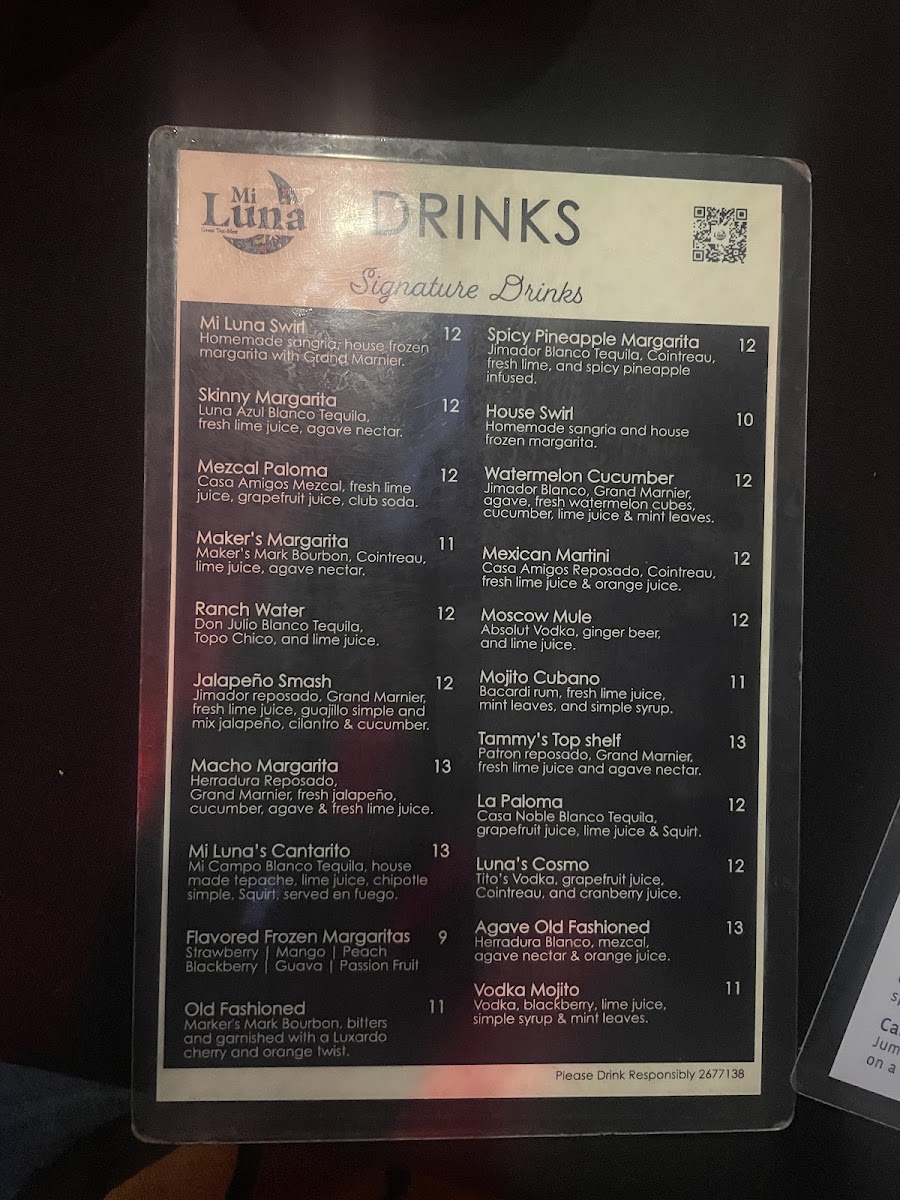 Mi
Luna
DRINKS
Signature Drinks
Mi Luna Swirl 12
Homemade sangria, house frozen
margarita with Grand Marnier.
Skinny Margarita 12
Luna Azul Blanco Tequila,
fresh lime juice, agave nectar.
Mezcal Paloma 12
Casa Amigos Mezcal, fresh lime
juice, grapefruit juice, club soda.
Maker's Margarita 11
Maker's Mark Bourbon, Cointreau,
lime juice, agave nectar.
Ranch Water 12
Don Julio Blanco Tequila,
Topo Chico, and lime juice.
Jalapeño Smash 12
Jimador reposado, Grand Marnier,
fresh lime juice, guajillo simple and
mix jalapeño, cilantro & cucumber.
Macho Margarita 13
Herradura Reposado,
Grand Marnier, fresh jalapeño,
cucumber, agave & fresh lime juice.
Mi Luna's Cantarito 13
Mi Campo Blanco Tequila, house
made tepache, lime juice, chipotle
simple, Squirt, served en fuego.
Flavored Frozen Margaritas 9
Strawberry | Mango | Peach
Blackberry | Guava | Passion Fruit
Old Fashioned 11
Marker's Mark Bourbon, bitters
and garnished with a Luxardo
cherry and orange twist.
Spicy Pineapple Margarita 12
Jimador Blanco Tequila, Cointreau,
fresh lime, and spicy pineapple
infused.
House Swirl 10
Homemade sangria and house
frozen margarita.
Watermelon Cucumber 12
Jimador Blanco, Grand Marnier,
agave, fresh watermelon cubes,
cucumber, lime juice & mint leaves.
Mexican Martini 12
Casa Amigos Reposado, Cointreau,
fresh lime juice & orange juice.
Moscow Mule 12
Absolut Vodka, ginger beer,
and lime juice.
Mojito Cubano 11
Bacardi rum, fresh lime juice,
mint leaves, and simple syrup.
Tammy's Top shelf 13
Patron reposado, Grand Marnier,
fresh lime juice and agave nectar.
La Paloma 12
Casa Noble Blanco Tequila,
grapefruit juice, lime juice & Squirt.
Luna's Cosmo 12
Tito's Vodka, grapefruit juice,
Cointreau, and cranberry juice.
Agave Old Fashioned 13
Herradura Blanco, mezcal,
agave nectar & orange juice.
Vodka Mojito 11
Vodka, blackberry, lime juice,
simple syrup & mint leaves.
Please Drink Responsibly 2677138
on a